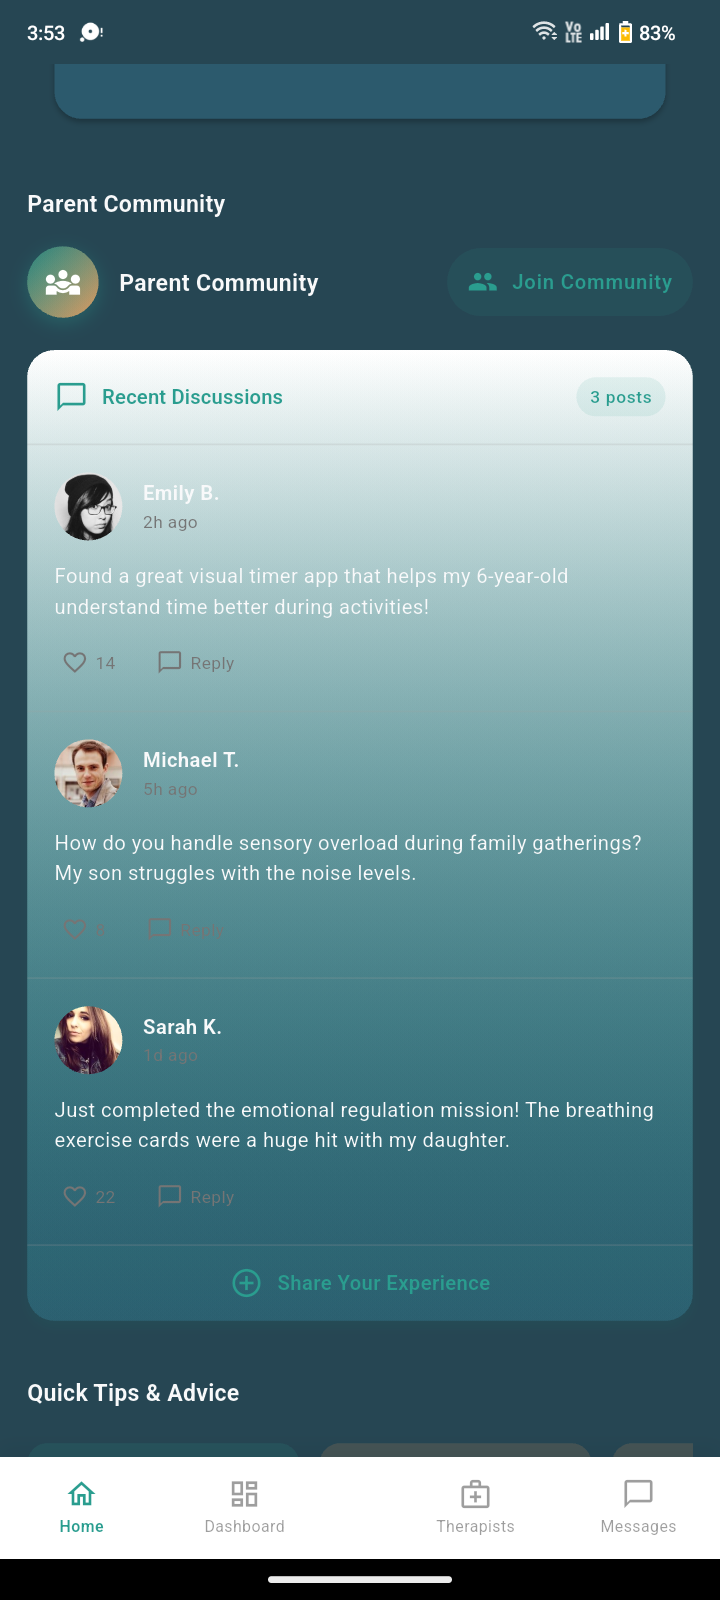 3:53
Vo LTE
83%
Parent Community
Parent Community
Join Community
Recent Discussions
3 posts
Emily B.
2h ago
Found a great visual timer app that helps my 6-year-old
understand time better during activities!
14
Reply
Michael T.
5h ago
How do you handle sensory overload during family gatherings?
My son struggles with the noise levels.
8
Reply
Sarah K.
1d ago
Just completed the emotional regulation mission! The breathing
exercise cards were a huge hit with my daughter.
22
Reply
Share Your Experience
Quick Tips & Advice
Home
Dashboard
Therapists
Messages